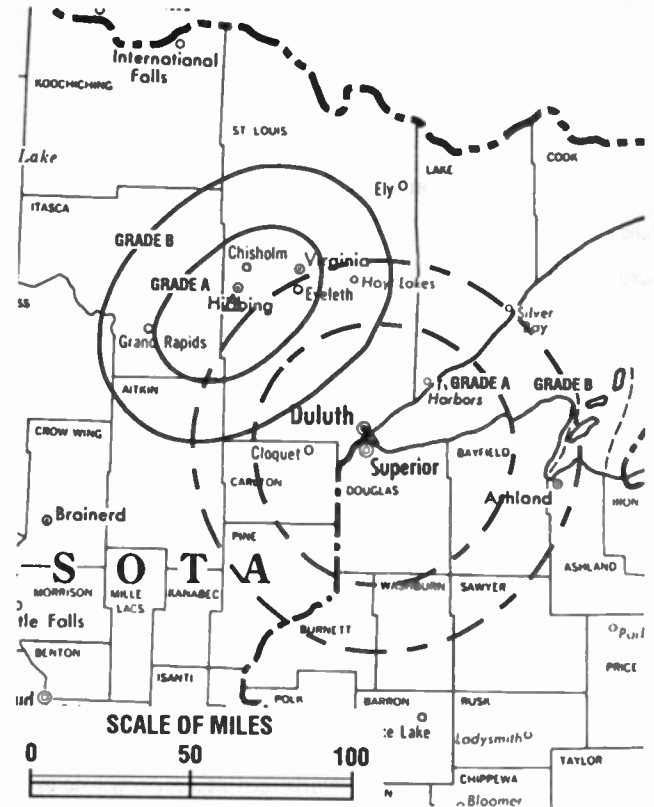 International
Falls
KOOCHICHING
ST LOUIS
LAKE
COOK
Lake
Ely
ITASCA
GRADE B
Chisholm
Virginia
GRADE A
Hoyt Lakes
Hibbing
Eveleth
SS
Silver
Bay
Grand Rapids
AITKIN
GRADE A
GRADE B
Harbors
Duluth
CROW WING
Cloquet
Superior
BAYFIELD
CARLTON
DOUGLAS
Ashland
IRON
Brainerd
PINE
S O T A
ASHLAND
MORRISON
MILLE
LACS
KANABEC
WASHBURN
SAWYER
tle Falls
BURNETT
BENTON
PRICE
ISANTI
ud
POLK
BARRON
RUSK
SCALE OF MILES
e Lake
Ladysmith
0 50 100
TAYLOR
CHIPPEWA
N
Bloomer